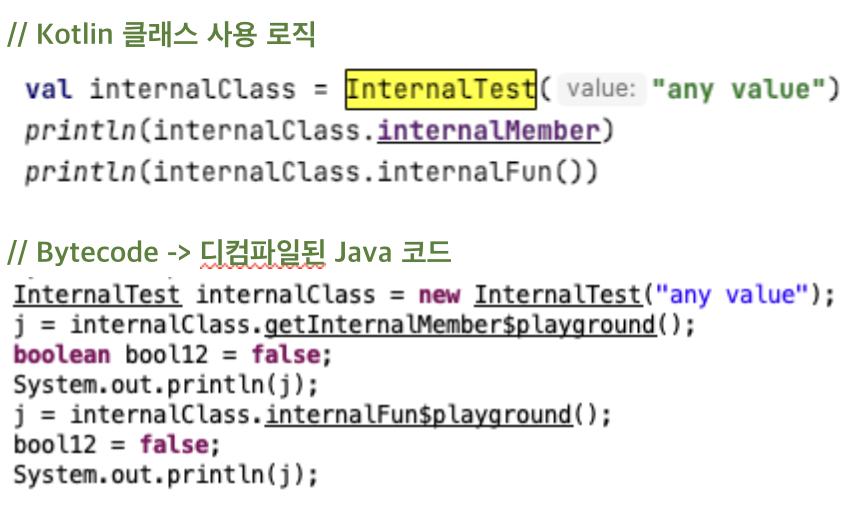 // Kotlin 클래스 사용 로직
val internalClass = InternalTest( value: "any value")
println(internalClass.internalMember)
println(internalClass.internalFun())
// Bytecode -> 디컴파일된 Java 코드
InternalTest internalClass = new InternalTest("any value");
j = internalClass.getInternalMember$playground();
boolean bool12 = false;
System.out.println(j);
j = internalClass.internalFun$playground();
bool12 = false;
System.out.println(j);